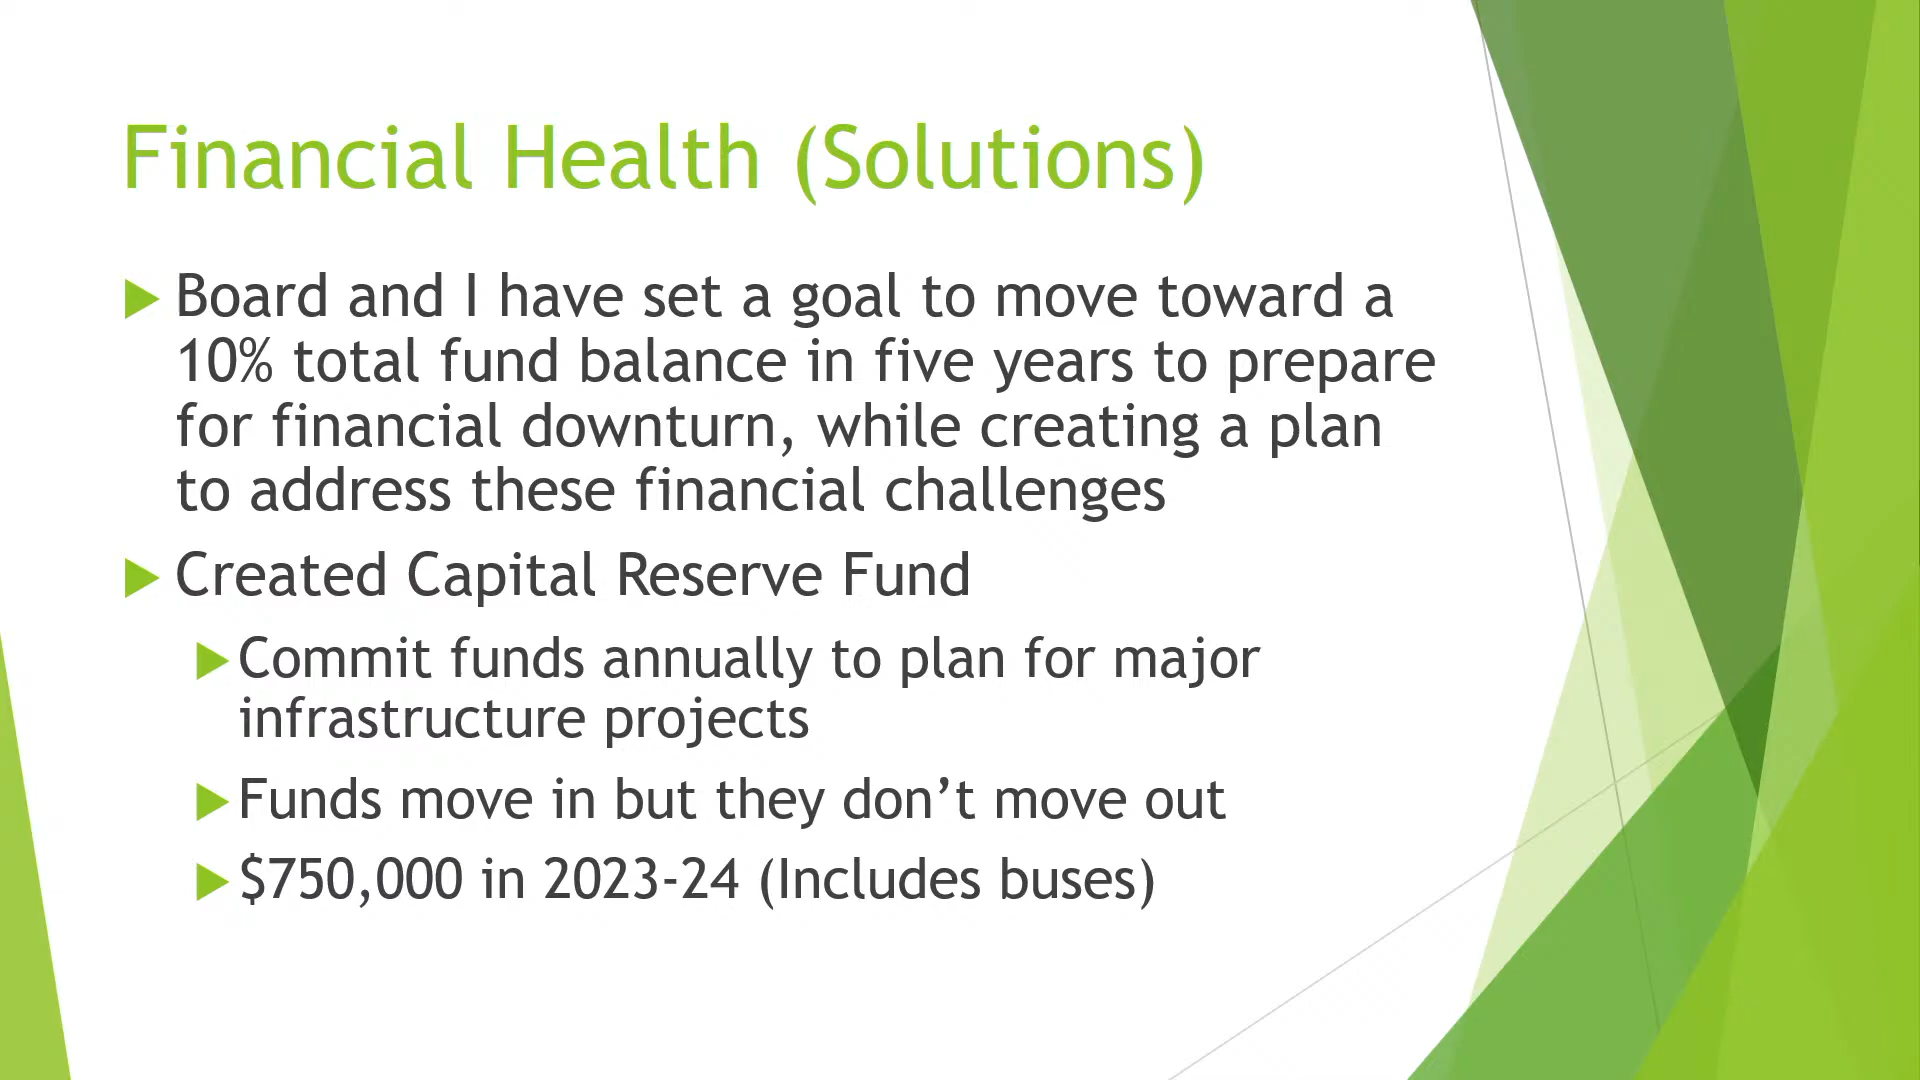 Financial Health (Solutions)
Board and I have set a goal to move toward a
10% total fund balance in five years to prepare
for financial downturn, while creating a plan
to address these financial challenges
Created Capital Reserve Fund
Commit funds annually to plan for major
infrastructure projects
Funds move in but they don’t move out
$750,000 in 2023-24 (Includes buses)